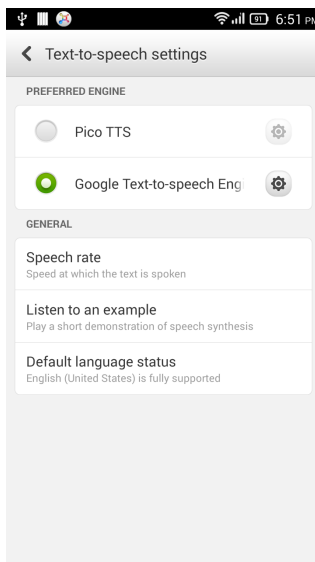 91 6:51 PM
Text-to-speech settings
PREFERRED ENGINE
Pico TTS
Google Text-to-speech Eng
GENERAL
Speech rate
Speed at which the text is spoken
Listen to an example
Play a short demonstration of speech synthesis
Default language status
English (United States) is fully supported